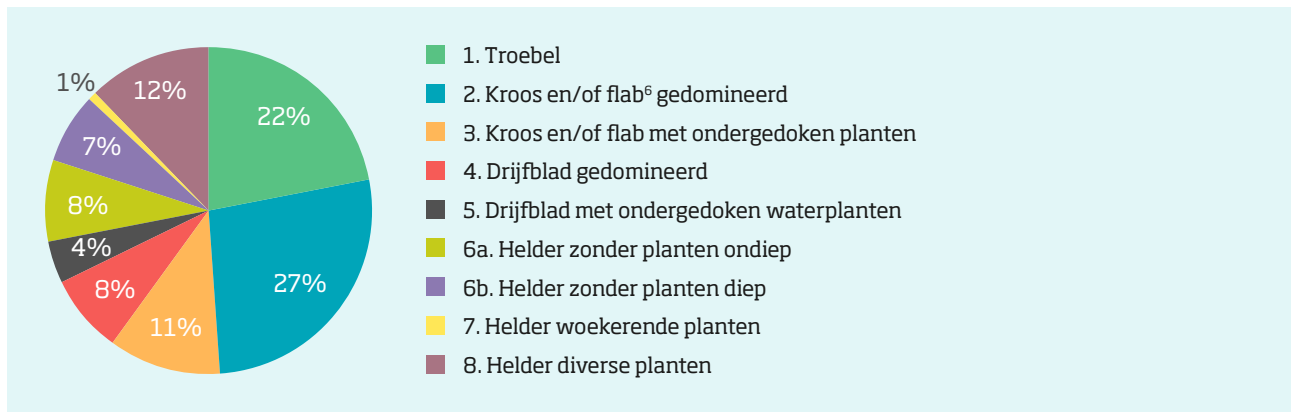 1%
12%
22%
7%
8%
4%
8%
11%
27%
1. Troebel
2. Kroos en/of flab⁶ gedomineerd
3. Kroos en/of flab met ondergedoken planten
4. Drijfblad gedomineerd
5. Drijfblad met ondergedoken waterplanten
6a. Helder zonder planten ondiep
6b. Helder zonder planten diep
7. Helder woekerende planten
8. Helder diverse planten